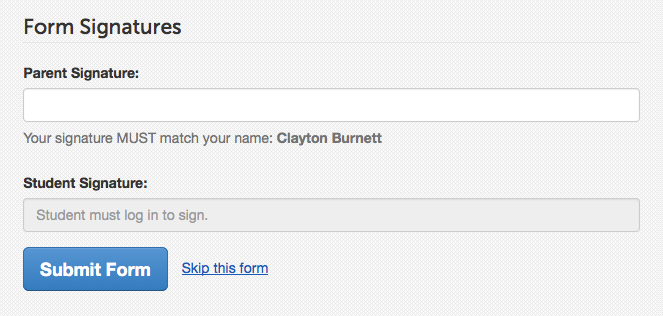 Form Signatures
Parent Signature:
Your signature MUST match your name: Clayton Burnett
Student Signature:
Student must log in to sign.
Submit Form Skip this form